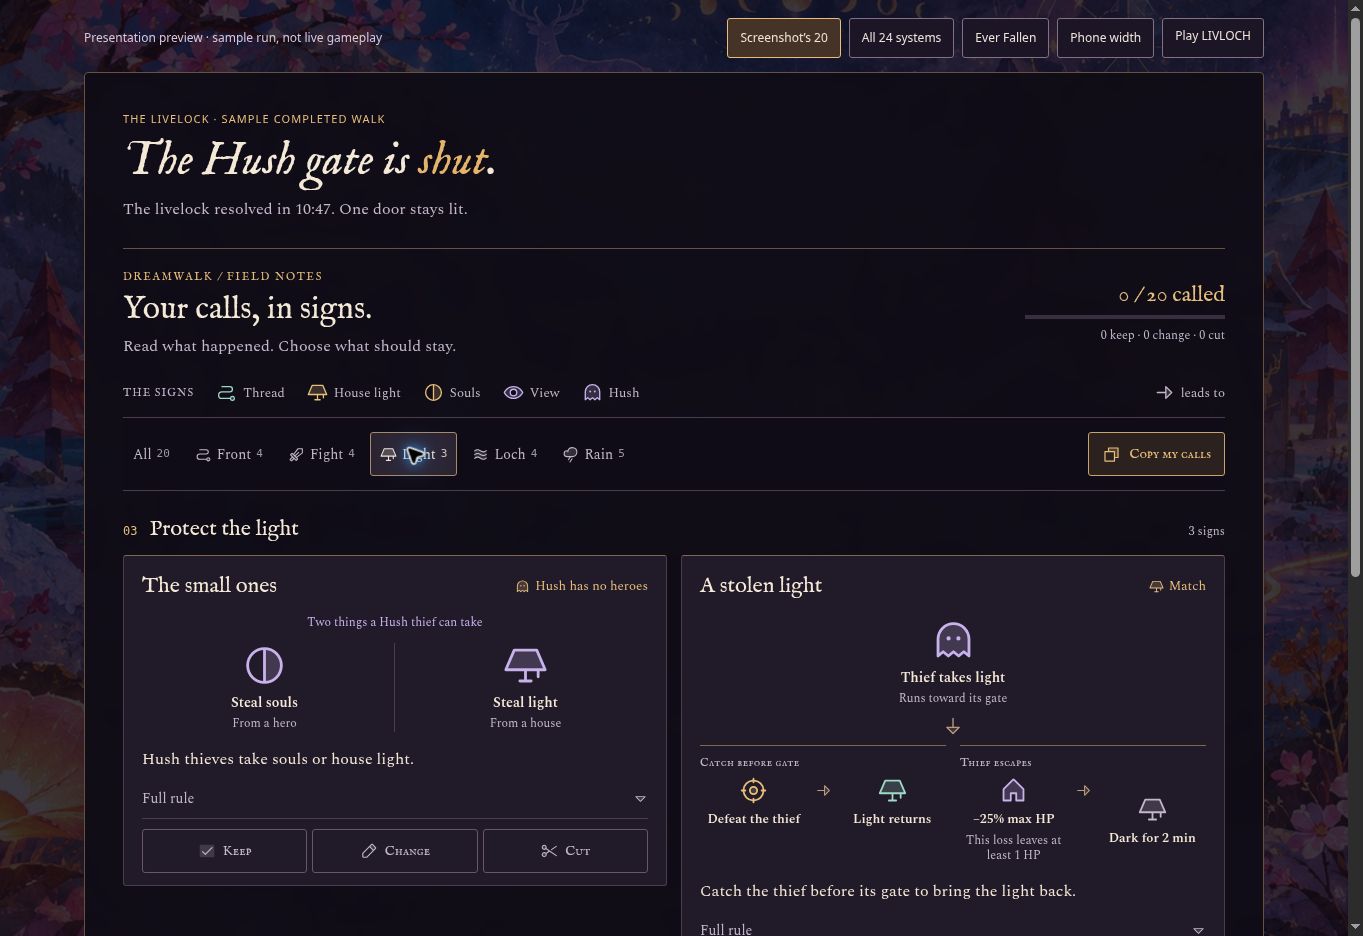 Presentation preview · sample run, not live gameplay
Screenshot's 20
All 24 systems
Ever Fallen
Phone width
Play LIVLOCH
THE LIVELOCK · SAMPLE COMPLETED WALK
The Hush gate is shut.
The livelock resolved in 10:47. One door stays lit.
DREAMWALK / FIELD NOTES
Your calls, in signs.
Read what happened. Choose what should stay.
0 / 20 called
0 keep · 0 change · 0 cut
THE SIGNS
Thread
House light
Souls
View
Hush
leads to
All 20
Front 4
Fight 4
3
Loch 4
Rain 5
Copy my calls
03 Protect the light
3 signs
The small ones
Hush has no heroes
Two things a Hush thief can take
Steal souls
From a hero
Steal light
From a house
Hush thieves take souls or house light.
Full rule
Keep
Change
Cut
A stolen light
Match
Thief takes light
Runs toward its gate
Catch before gate
Defeat the thief
Light returns
Thief escapes
−25% max HP
This loss leaves at
least 1 HP
Dark for 2 min
Catch the thief before its gate to bring the light back.
Full rule